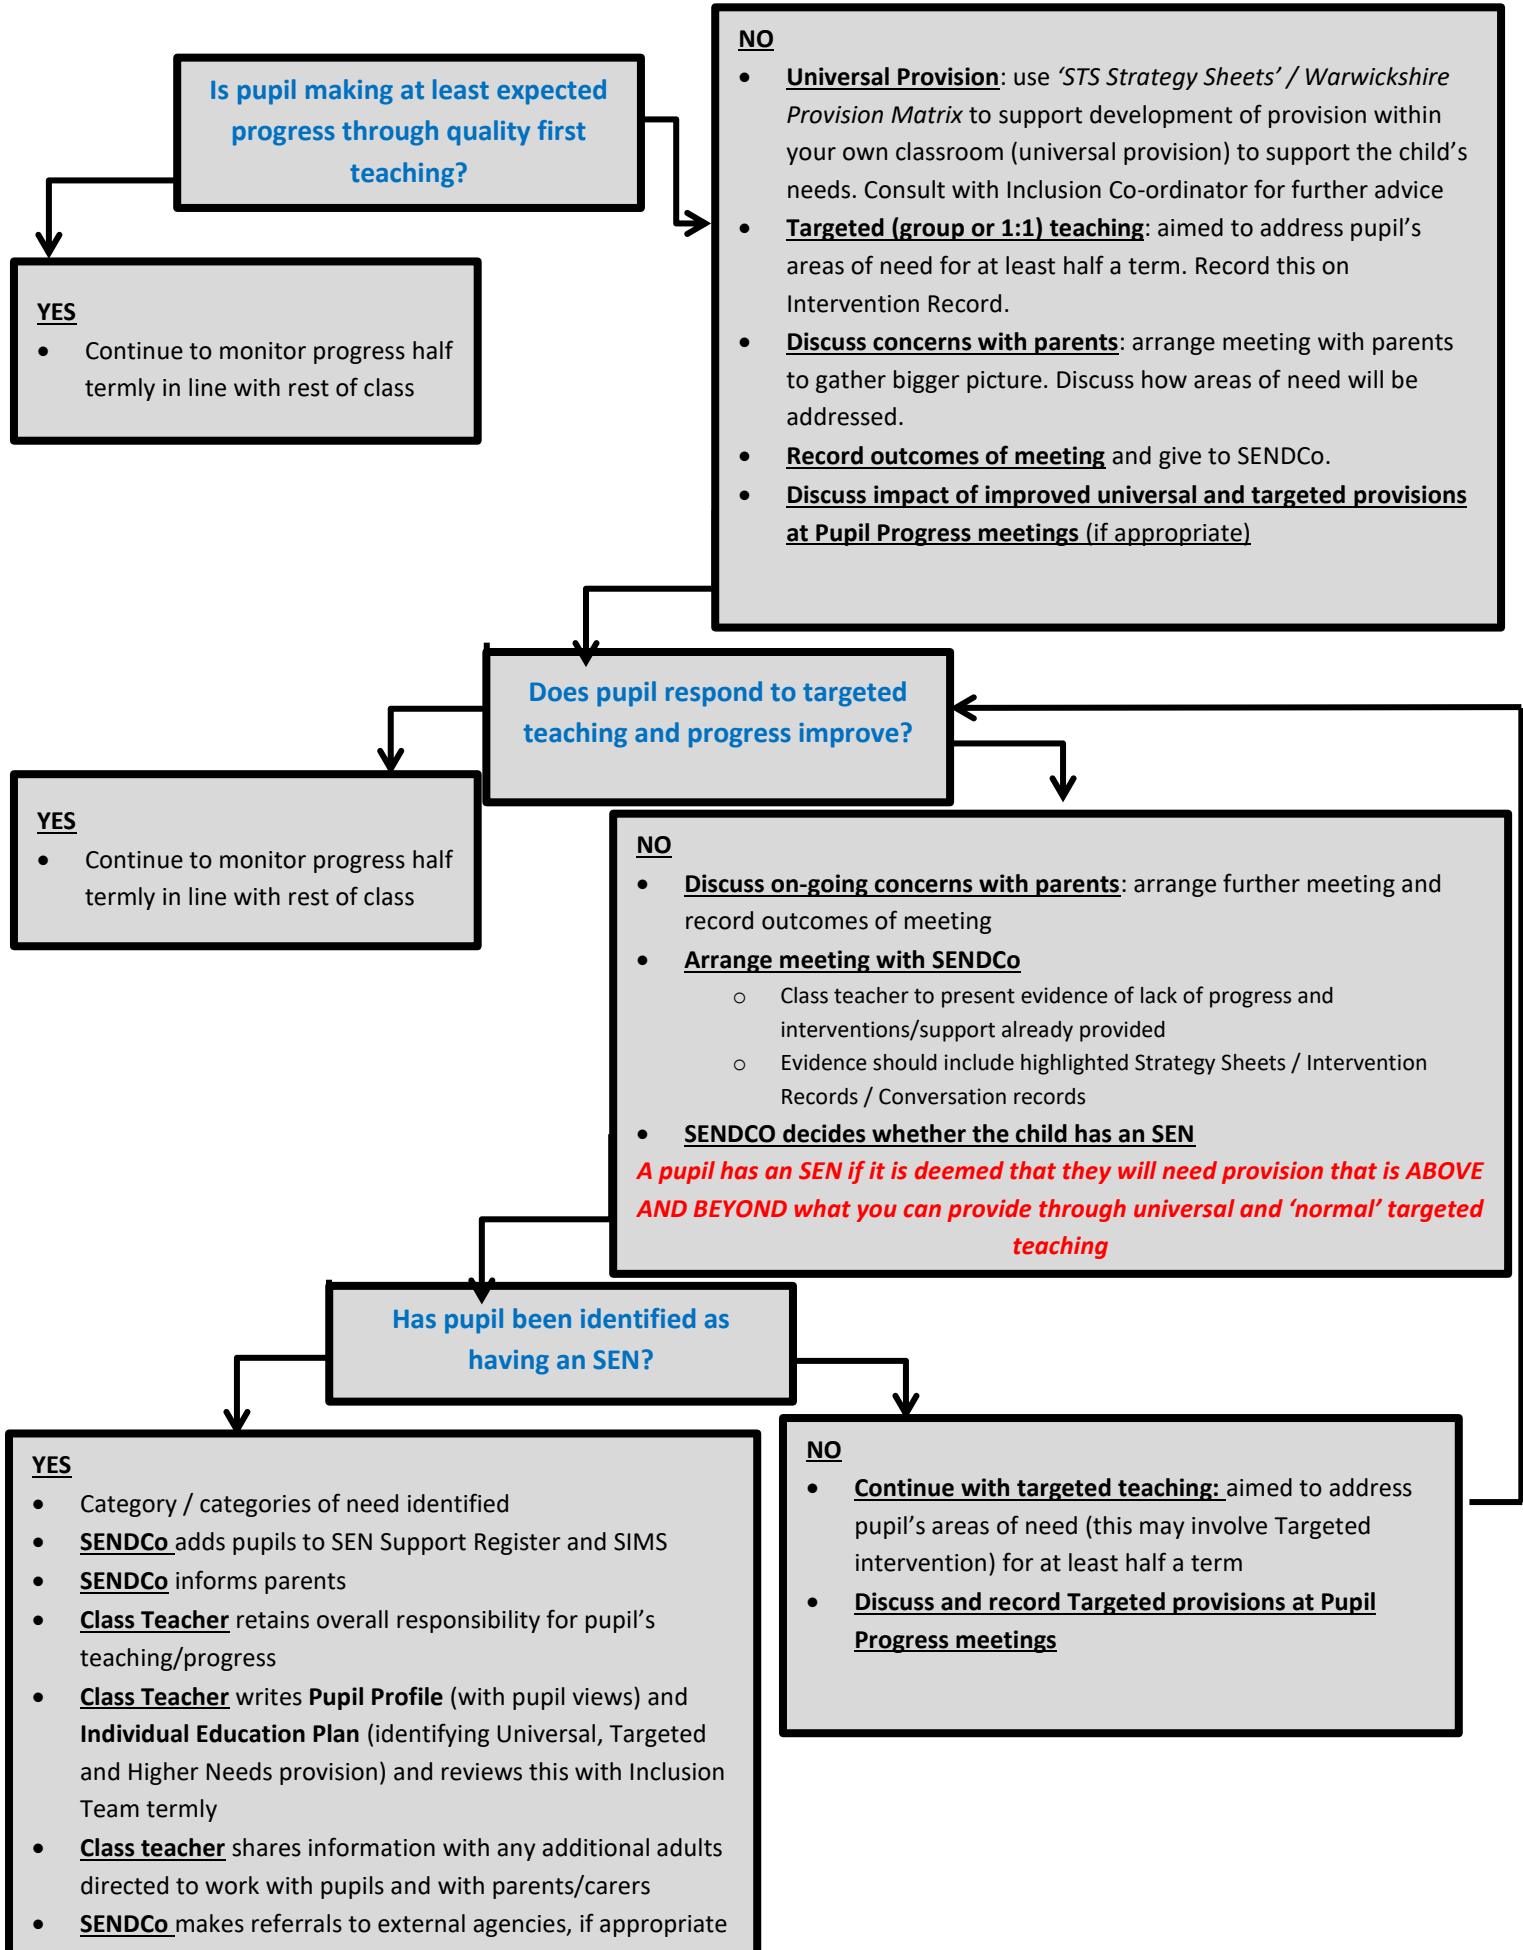 Is pupil making at least expected
progress through quality first
teaching?
YES
• Continue to monitor progress half
termly in line with rest of class
NO
• Universal Provision: use ‘STS Strategy Sheets’ / Warwickshire
Provision Matrix to support development of provision within
your own classroom (universal provision) to support the child’s
needs. Consult with Inclusion Co-ordinator for further advice
• Targeted (group or 1:1) teaching: aimed to address pupil’s
areas of need for at least half a term. Record this on
Intervention Record.
• Discuss concerns with parents: arrange meeting with parents
to gather bigger picture. Discuss how areas of need will be
addressed.
• Record outcomes of meeting and give to SENDCo.
• Discuss impact of improved universal and targeted provisions
at Pupil Progress meetings (if appropriate)
Does pupil respond to targeted
teaching and progress improve?
YES
• Continue to monitor progress half
termly in line with rest of class
NO
• Discuss on-going concerns with parents: arrange further meeting and
record outcomes of meeting
• Arrange meeting with SENDCo
o Class teacher to present evidence of lack of progress and
interventions/support already provided
o Evidence should include highlighted Strategy Sheets / Intervention
Records / Conversation records
• SENDCO decides whether the child has an SEN
A pupil has an SEN if it is deemed that they will need provision that is ABOVE
AND BEYOND what you can provide through universal and ‘normal’ targeted
teaching
Has pupil been identified as
having an SEN?
YES
• Category / categories of need identified
• SENDCo adds pupils to SEN Support Register and SIMS
• SENDCo informs parents
• Class Teacher retains overall responsibility for pupil’s
teaching/progress
• Class Teacher writes Pupil Profile (with pupil views) and
Individual Education Plan (identifying Universal, Targeted
and Higher Needs provision) and reviews this with Inclusion
Team termly
• Class teacher shares information with any additional adults
directed to work with pupils and with parents/carers
• SENDCo makes referrals to external agencies, if appropriate
NO
• Continue with targeted teaching: aimed to address
pupil’s areas of need (this may involve Targeted
intervention) for at least half a term
• Discuss and record Targeted provisions at Pupil
Progress meetings